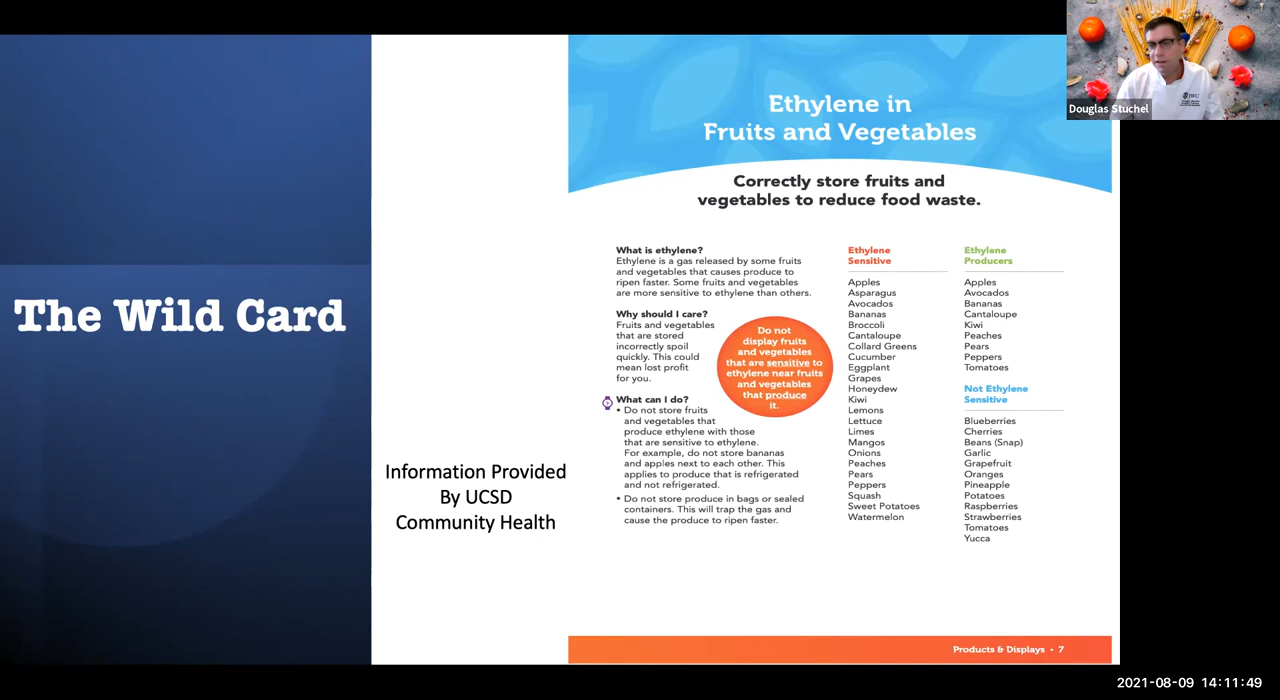 The Wild Card
Information Provided
By UCSD
Community Health
Ethylene in
Fruits and Vegetables
Correctly store fruits and
vegetables to reduce food waste.
What is ethylene?
Ethylene is a gas released by some fruits
and vegetables that causes produce to
ripen faster. Some fruits and vegetables
are more sensitive to ethylene than others.
Why should I care?
Fruits and vegetables
that are stored
incorrectly spoil
quickly. This could
mean lost profit
for you.
Do not
display fruits
and vegetables
that are sensitive to
ethylene near fruits
and vegetables
that produce
it.
What can I do?
• Do not store fruits
and vegetables that
produce ethylene with those
that are sensitive to ethylene.
For example, do not store bananas
and apples next to each other. This
applies to produce that is refrigerated
and not refrigerated.
• Do not store produce in bags or sealed
containers. This will trap the gas and
cause the produce to ripen faster.
Ethylene
Sensitive
Apples
Asparagus
Avocados
Bananas
Broccoli
Cantaloupe
Collard Greens
Cucumber
Eggplant
Grapes
Honeydew
Kiwi
Lemons
Lettuce
Limes
Mangos
Onions
Peaches
Pears
Peppers
Squash
Sweet Potatoes
Watermelon
Ethylene
Producers
Apples
Avocados
Bananas
Cantaloupe
Kiwi
Peaches
Pears
Peppers
Tomatoes
Not Ethylene
Sensitive
Blueberries
Cherries
Beans (Snap)
Garlic
Grapefruit
Oranges
Pineapple
Potatoes
Raspberries
Strawberries
Tomatoes
Yucca
Products & Displays • 7
JWU
Douglas Stuchel
2021-08-09 14:11:49